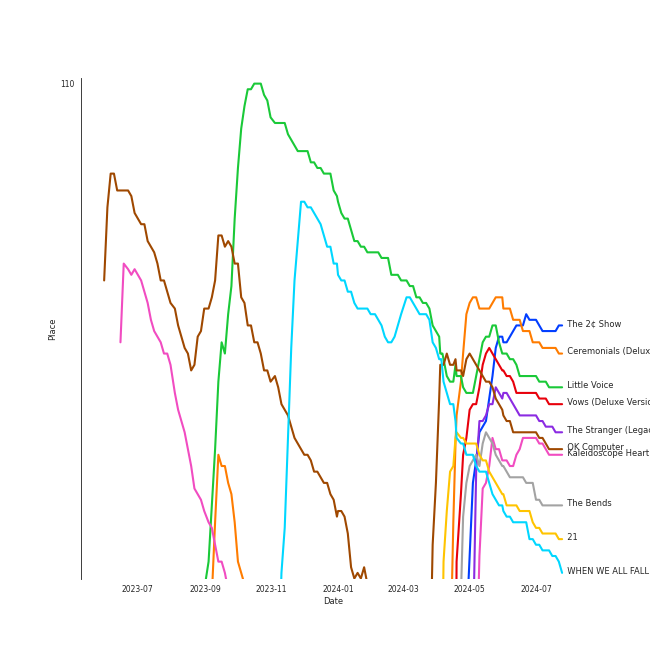 110
Place
The 2¢ Show
Ceremonials (Delux
Little Voice
Vows (Deluxe Versio
The Stranger (Legac
OK Computer
Kaleidoscope Heart
The Bends
21
WHEN WE ALL FALL
2023-07
2023-09
2023-11
2024-01
2024-03
2024-05
2024-07
Date